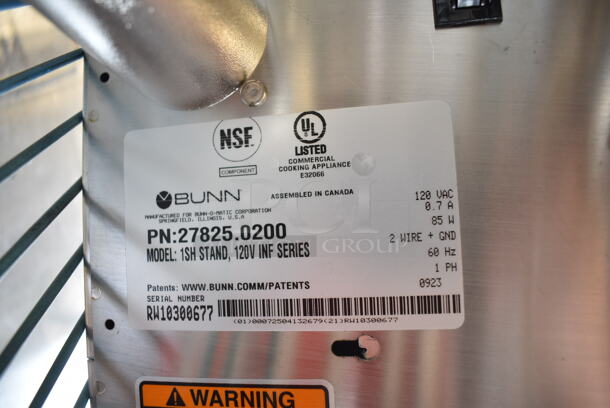 NSF
COMPONENT
UL
LISTED
COMMERCIAL
COOKING APPLIANCE
E32066
BUNN
ASSEMBLED IN CANADA
MANUFACTURED FOR BUNN-O-MATIC CORPORATION
SPRINGFIELD, ILLINOIS, U.S.A
PN:27825.0200
MODEL: 1SH STAND, 120V INF SERIES
120 VAC
0.7 A
85 W
2 WIRE + GND
60 Hz
1 PH
0923
Patents: WWW.BUNN.COMM/PATENTS
SERIAL NUMBER
RW10300677
(01)00072504132679(21)RW10300677
GROUP
WARNING